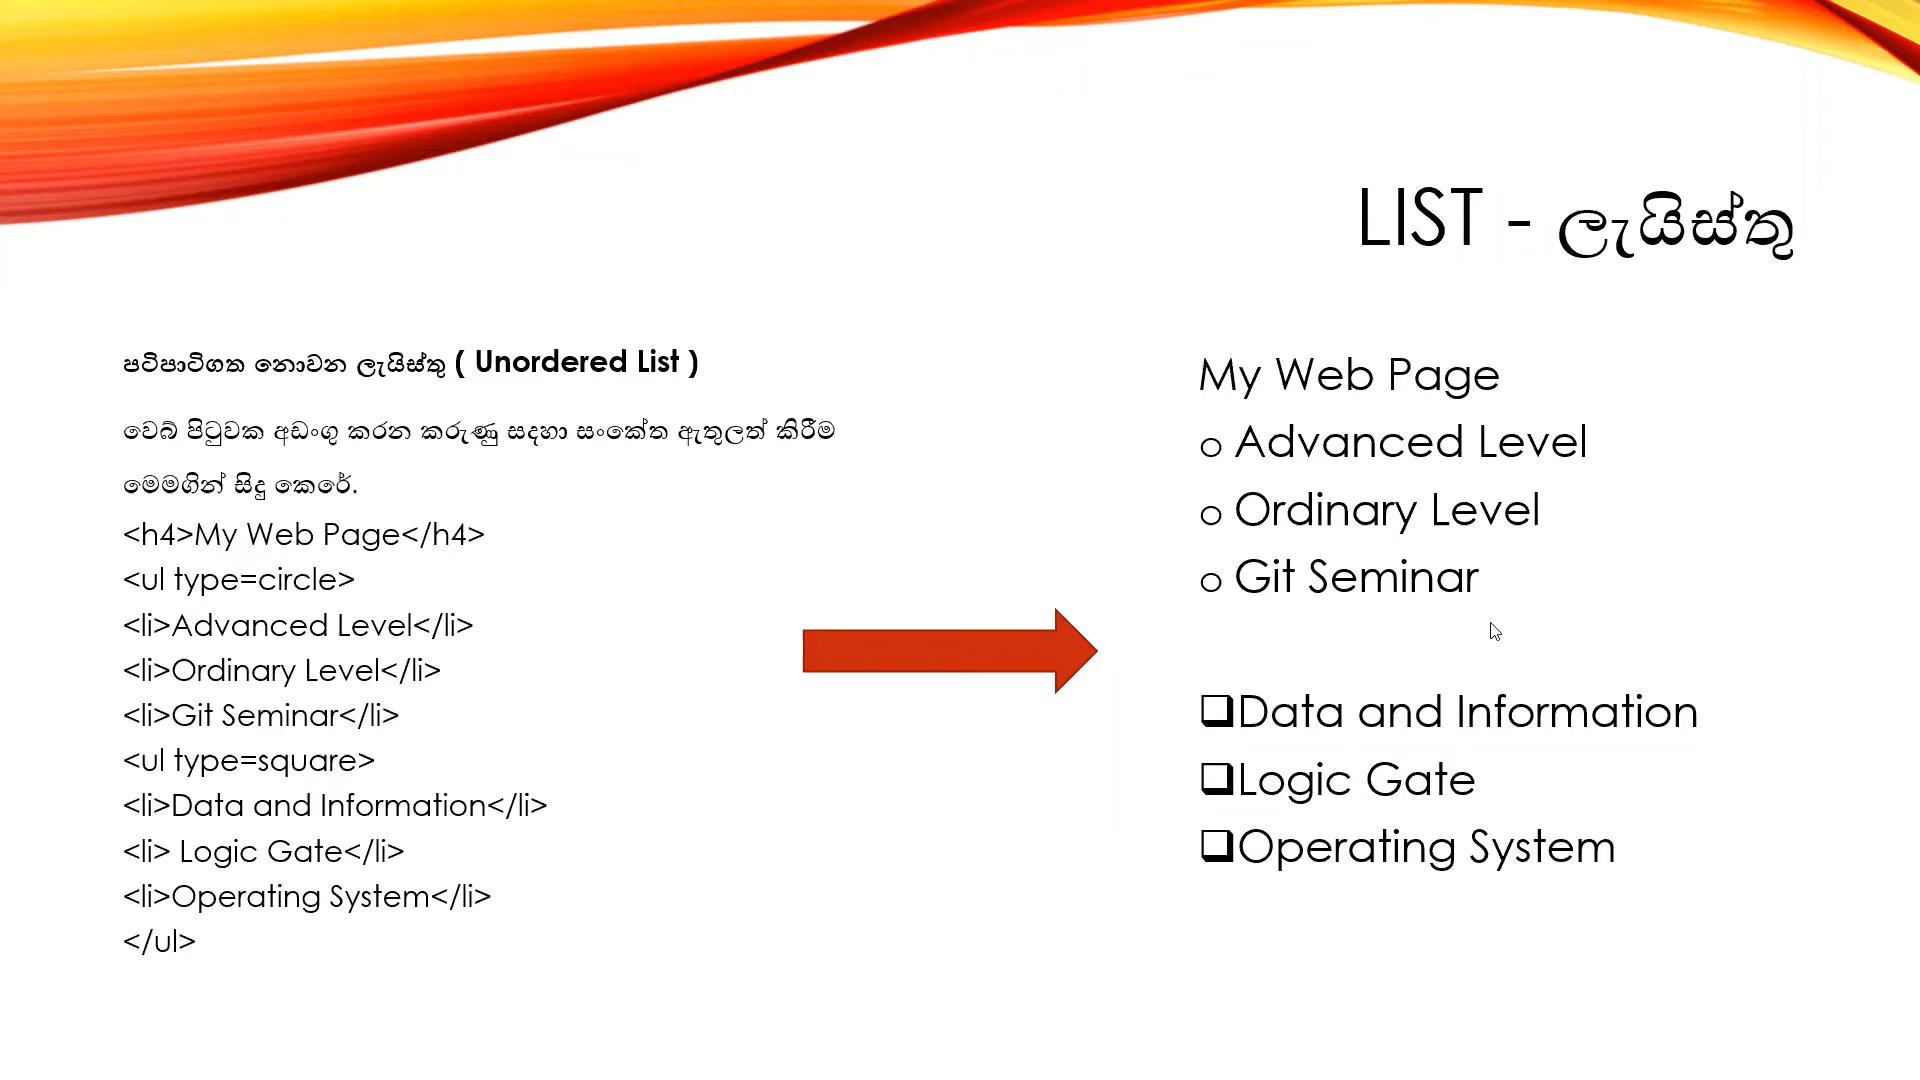 LIST - ලැයිස්තු
පටිපාටිගත නොවන ලැයිස්තු ( Unordered List )
වෙබ් පිටුවක අඩංගු කරන කරුණු සදහා සංකේත ඇතුලත් කිරීම
මෙමගින් සිදු කෙරේ.
<h4>My Web Page</h4>
<ul type=circle>
<li>Advanced Level</li>
<li>Ordinary Level</li>
<li>Git Seminar</li>
<ul type=square>
<li>Data and Information</li>
<li> Logic Gate</li>
<li>Operating System</li>
</ul>
My Web Page
o Advanced Level
o Ordinary Level
o Git Seminar
❑Data and Information
❑Logic Gate
❑Operating System